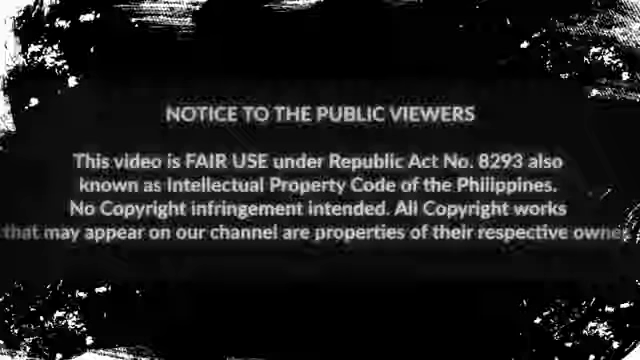 NOTICE TO THE PUBLIC VIEWERS
This video is FAIR USE under Republic Act No. 8293 also
known as Intellectual Property Code of the Philippines.
No Copyright infringement intended. All Copyright works
that may appear on our channel are properties of their respective owner